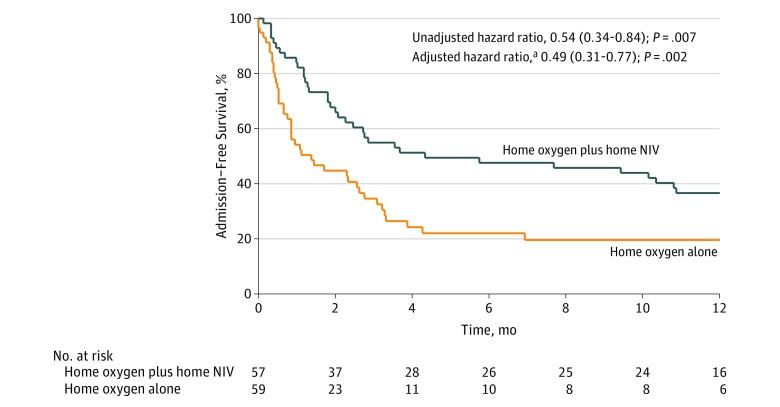 100
80
60
40
20
0
Admission–Free Survival, %
Unadjusted hazard ratio, 0.54 (0.34-0.84); P = .007
Adjusted hazard ratio,a 0.49 (0.31-0.77); P = .002
Home oxygen plus home NIV
Home oxygen alone
0 2 4 6 8 10 12
Time, mo
No. at risk
Home oxygen plus home NIV 57 37 28 26 25 24 16
Home oxygen alone 59 23 11 10 8 8 6